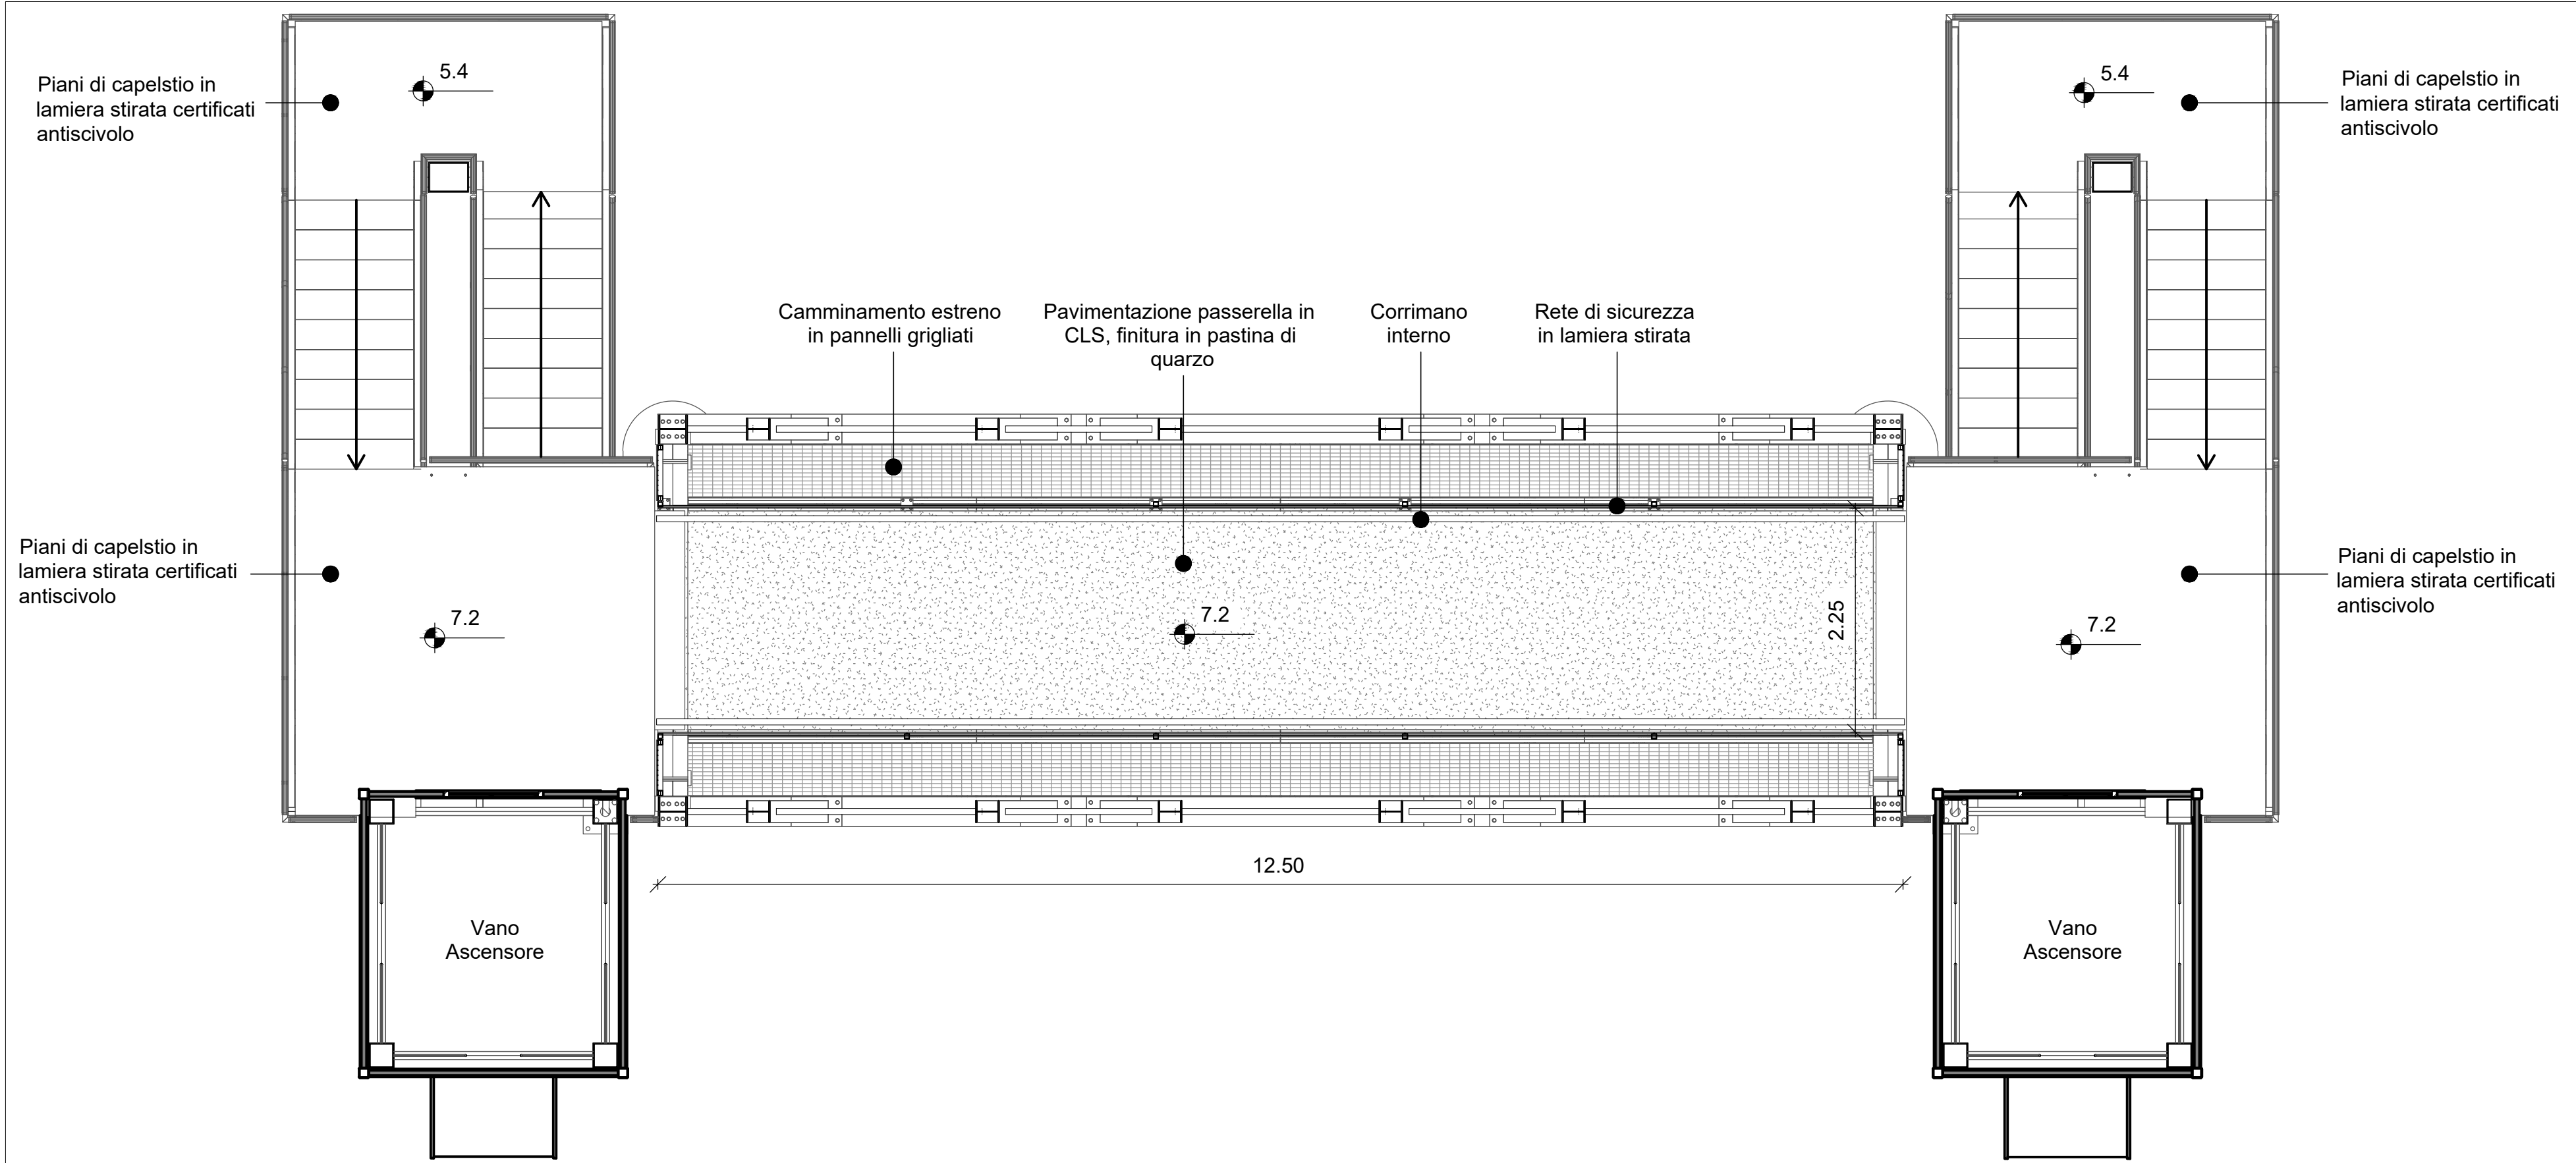 5.4
5.4
Piani di capelstio in
lamiera stirata certificati
antiscivolo
Piani di capelstio in
lamiera stirata certificati
antiscivolo
Camminamento estreno
in pannelli grigliati
Pavimentazione passerella in
CLS, finitura in pastina di
quarzo
Corrimano
interno
Rete di sicurezza
in lamiera stirata
Piani di capelstio in
lamiera stirata certificati
antiscivolo
Piani di capelstio in
lamiera stirata certificati
antiscivolo
7.2
7.2
2.25
7.2
12.50
Vano
Ascensore
Vano
Ascensore